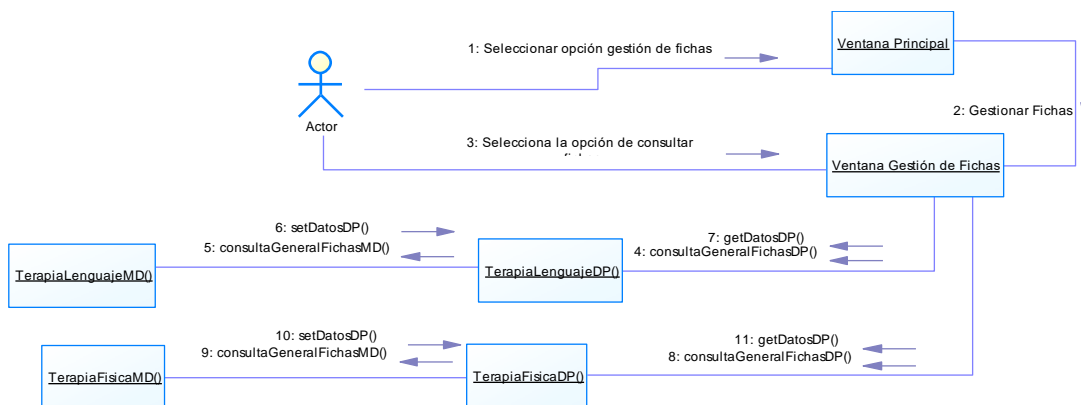 1: Seleccionar opción gestión de fichas
Ventana Principal
Actor
2: Gestionar Fichas
3: Selecciona la opción de consultar
Ventana Gestión de Fichas
6: setDatosDP()
5: consultaGeneralFichasMD()
7: getDatosDP()
4: consultaGeneralFichasDP()
TerapiaLenguajeMD()
TerapiaLenguajeDP()
10: setDatosDP()
9: consultaGeneralFichasMD()
11: getDatosDP()
8: consultaGeneralFichasDP()
TerapiaFisicaMD()
TerapiaFisicaDP()